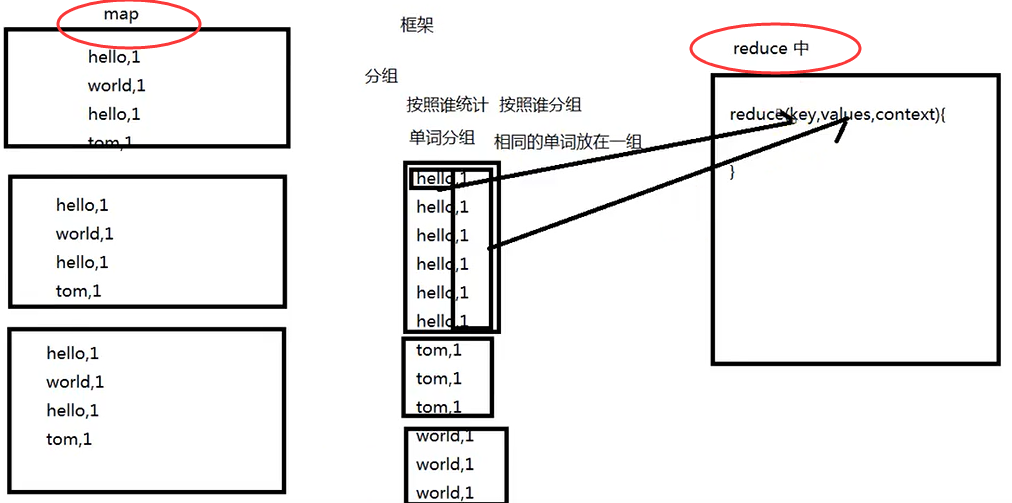 map
hello,1
world,1
hello,1
tom,1
hello,1
world,1
hello,1
tom,1
hello,1
world,1
hello,1
tom,1
框架
分组
按照谁统计 按照谁分组
单词分组 相同的单词放在一组
hello,1
hello,1
hello,1
hello,1
hello,1
hello,1
tom,1
tom,1
tom,1
world,1
world,1
world,1
reduce 中
reduce(key,values,context){
}